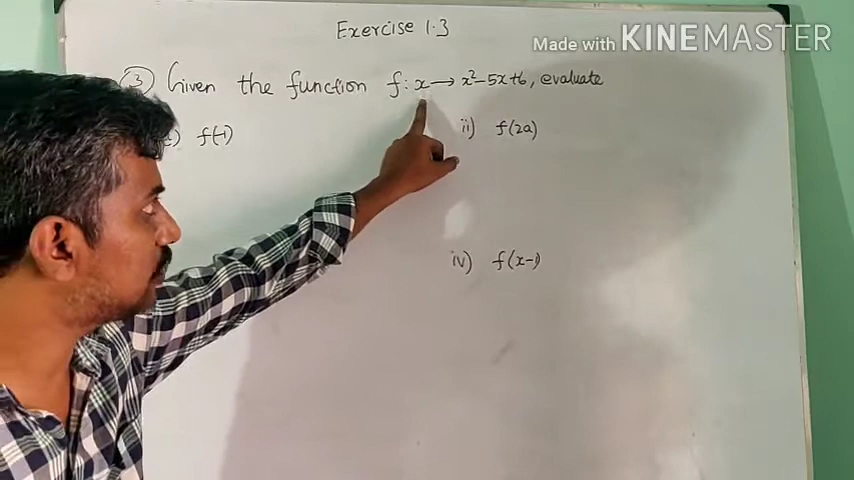 Exercise 1.3
Made with KINEMASTER
③ Given the function f: x → x²-5x+6, evaluate
f(-1) ii) f(2a)
iv) f(x-1)